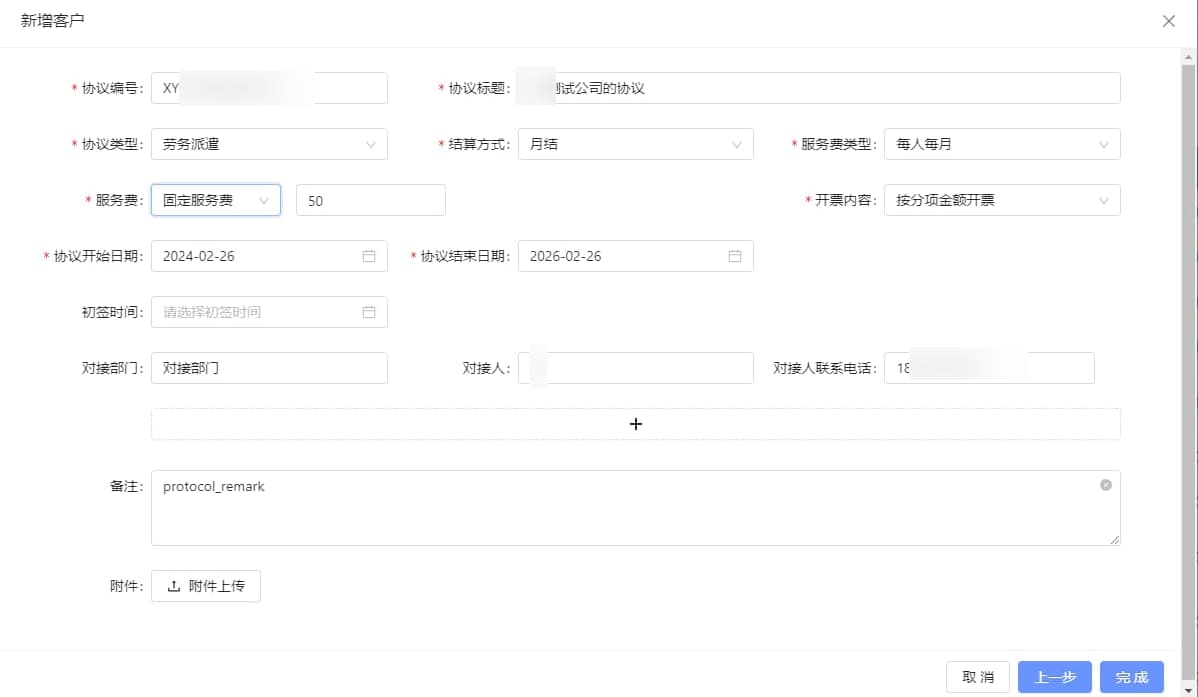 新增客户
* 协议编号: XY
* 协议标题: 测试公司的协议
* 协议类型: 劳务派遣
* 结算方式: 月结
* 服务费类型: 每人每月
* 服务费: 固定服务费 50
* 开票内容: 按分项金额开票
* 协议开始日期: 2024-02-26
* 协议结束日期: 2026-02-26
初签时间: 请选择初签时间
对接部门: 对接部门
对接人:
对接人联系电话: 18
+
备注: protocol_remark
附件: 附件上传
取 消
上一步
完 成